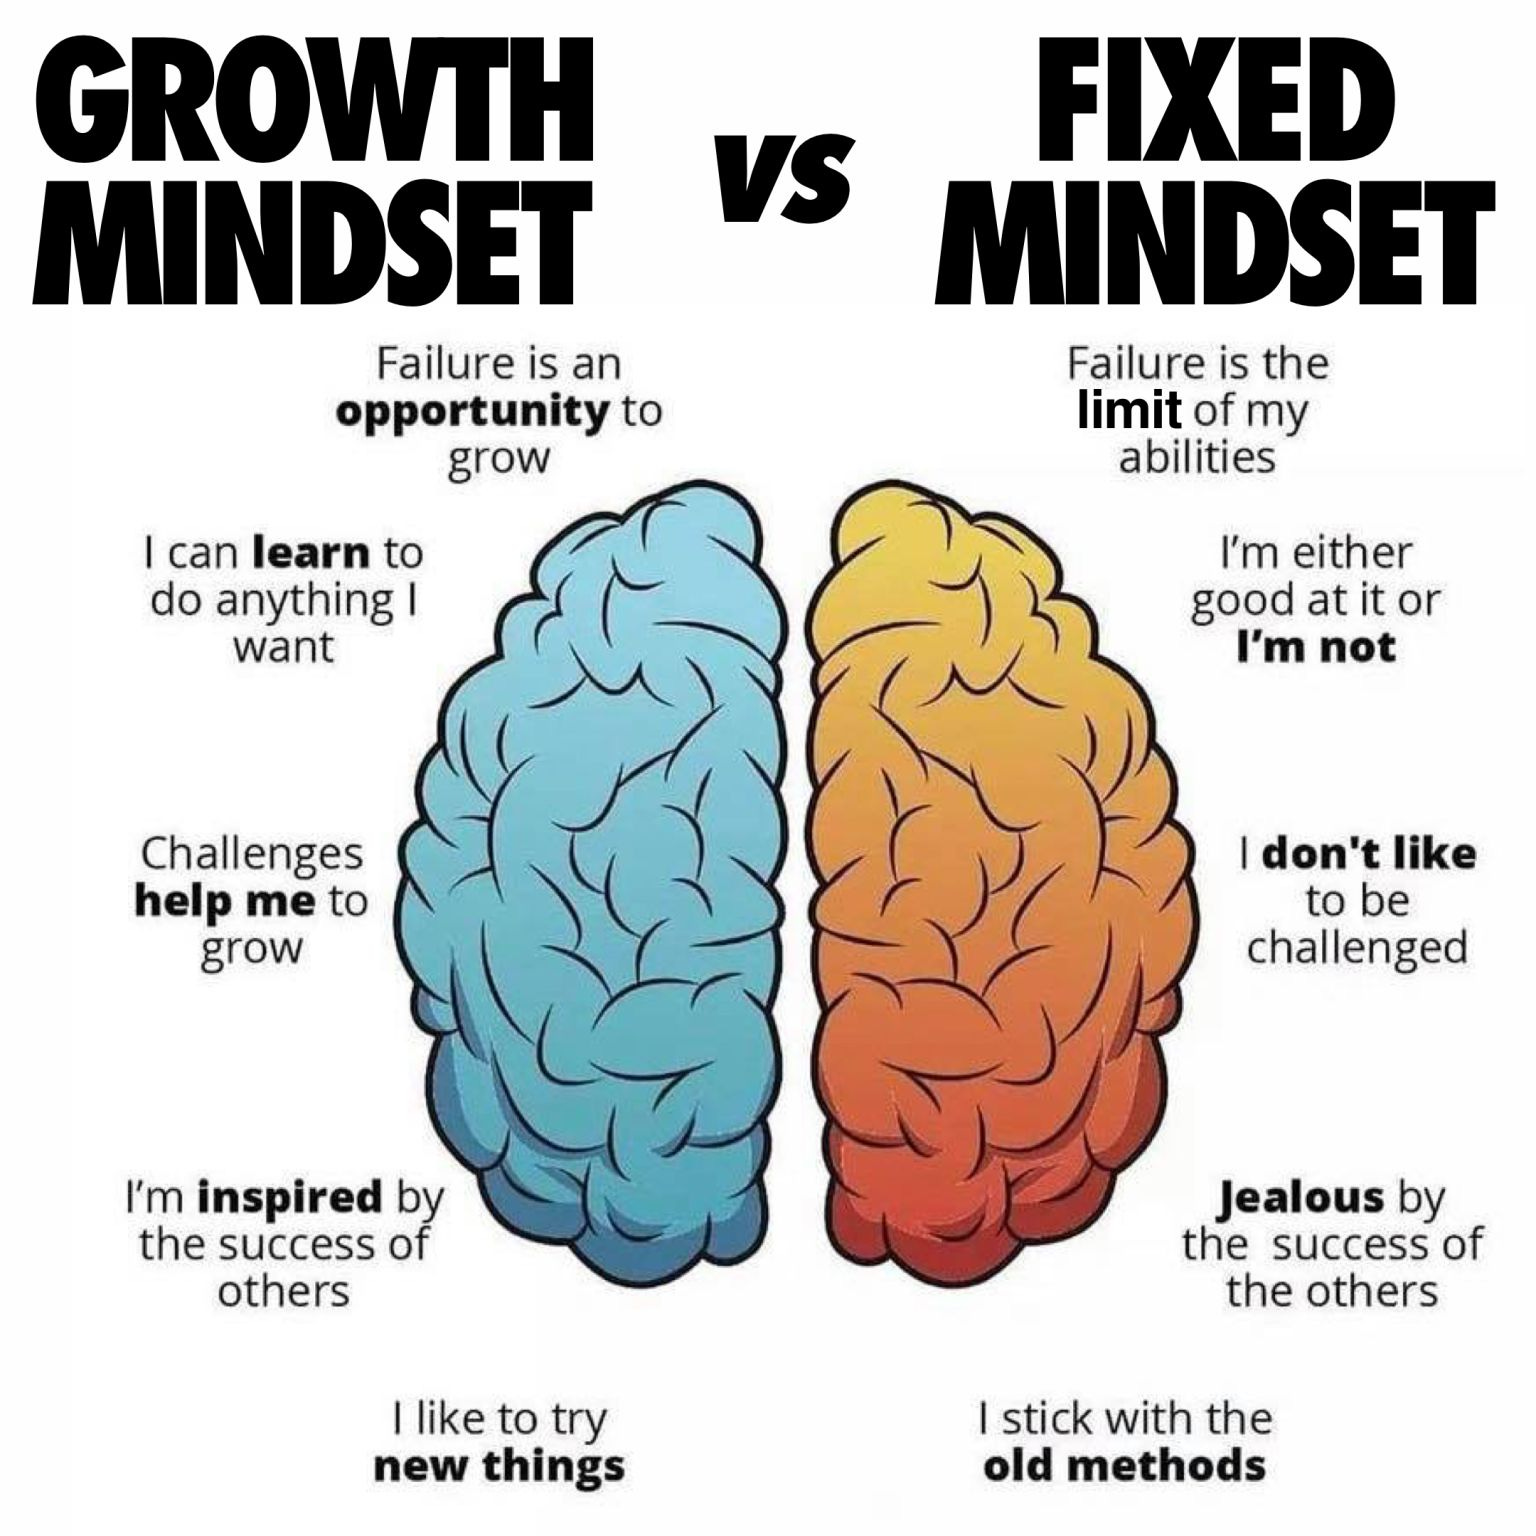 GROWTH
MINDSET
vs
FIXED
MINDSET
Failure is an
opportunity to
grow
Failure is the
limit of my
abilities
I can learn to
do anything I
want
I'm either
good at it or
I'm not
Challenges
help me to
grow
I don't like
to be
challenged
I'm inspired by
the success of
others
Jealous by
the success of
the others
I like to try
new things
I stick with the
old methods